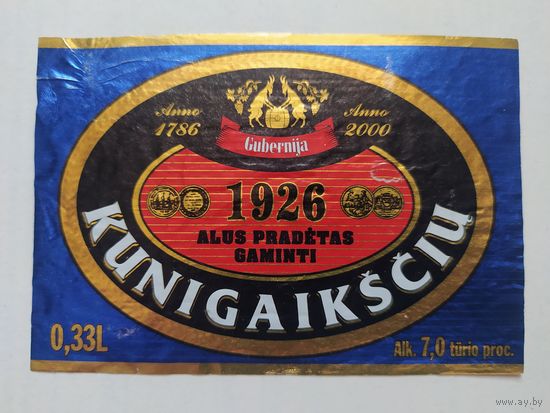 Anno 1786
Anno 2000
Gubernija
1926
ALUS PRADĖTAS
GAMINTI
KUNIGAIKŠČIŲ
0,33L
Alk. 7,0 tūrio proc.
© www.ay.by